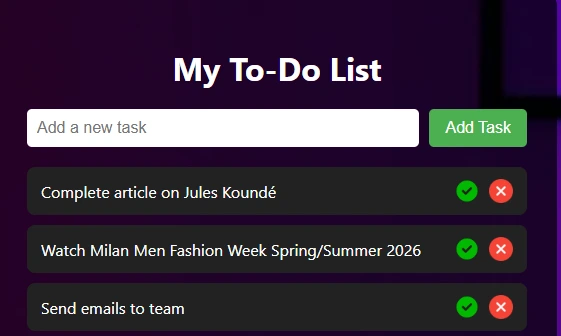 My To-Do List
Add a new task
Add Task
Complete article on Jules Koundé
Watch Milan Men Fashion Week Spring/Summer 2026
Send emails to team